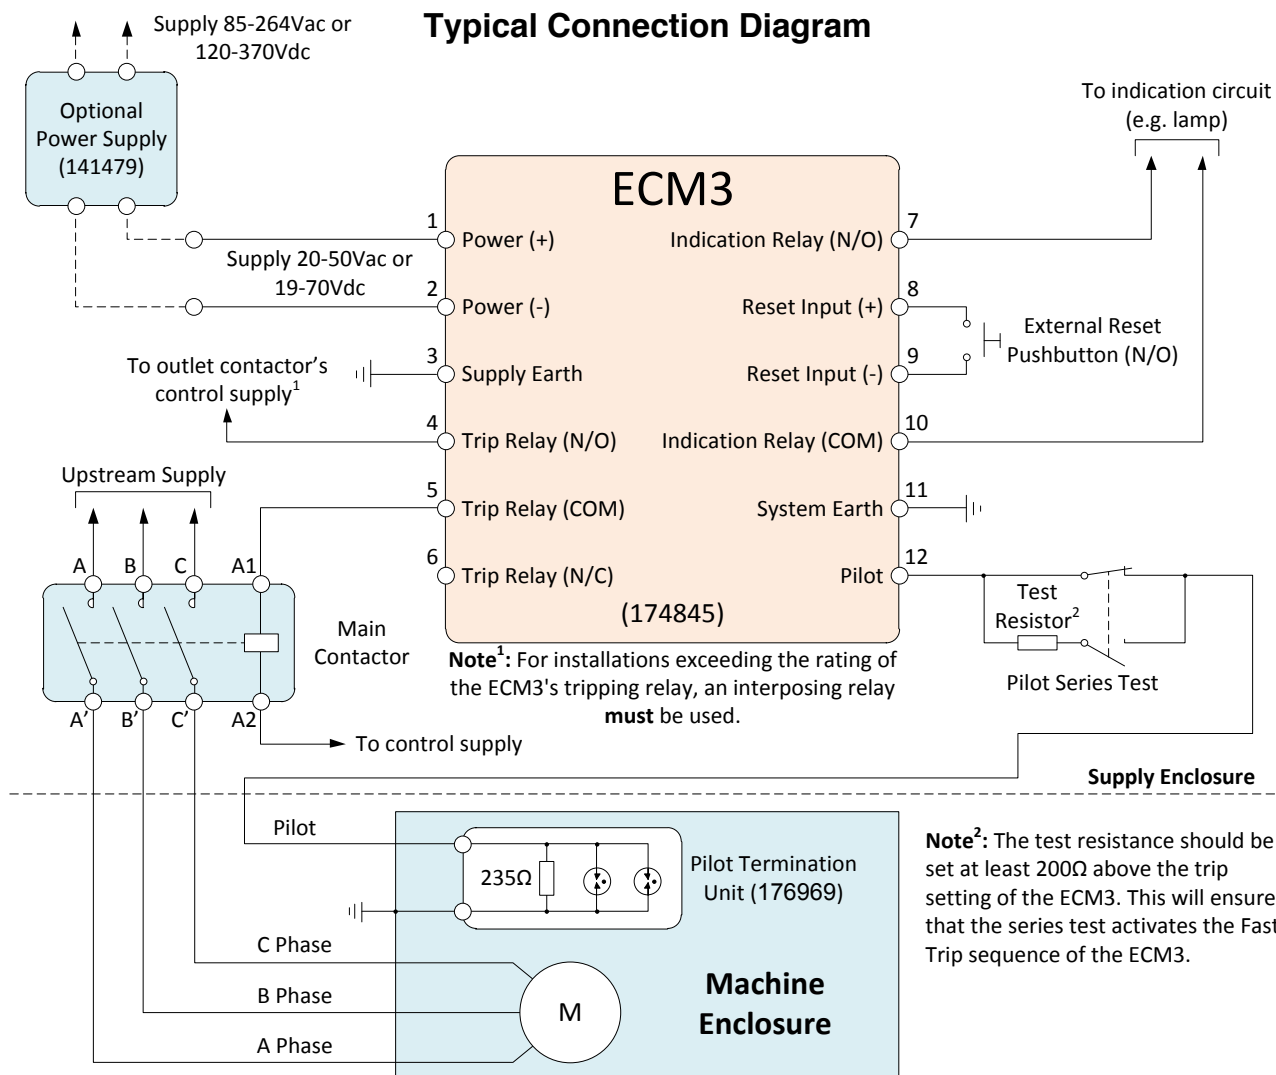 Typical Connection Diagram
Supply 85-264Vac or
120-370Vdc
Optional
Power Supply
(141479)
To indication circuit
(e.g. lamp)
ECM3
1
Power (+)
Supply 20-50Vac or
19-70Vdc
2
Power (-)
3
Supply Earth
To outlet contactor's
control supply¹
4
Trip Relay (N/O)
5
Trip Relay (COM)
6
Trip Relay (N/C)
7
Indication Relay (N/O)
8
Reset Input (+)
9
Reset Input (-)
External Reset
Pushbutton (N/O)
10
Indication Relay (COM)
11
System Earth
12
Pilot
(174845)
Upstream Supply
A B C A1
Main
Contactor
A' B' C' A2
To control supply
Note¹: For installations exceeding the rating of
the ECM3's tripping relay, an interposing relay
must be used.
Test
Resistor²
Pilot Series Test
Supply Enclosure
Pilot
235Ω
Pilot Termination
Unit (176969)
C Phase
B Phase
A Phase
M
Machine
Enclosure
Note²: The test resistance should be
set at least 200Ω above the trip
setting of the ECM3. This will ensure
that the series test activates the Fast
Trip sequence of the ECM3.